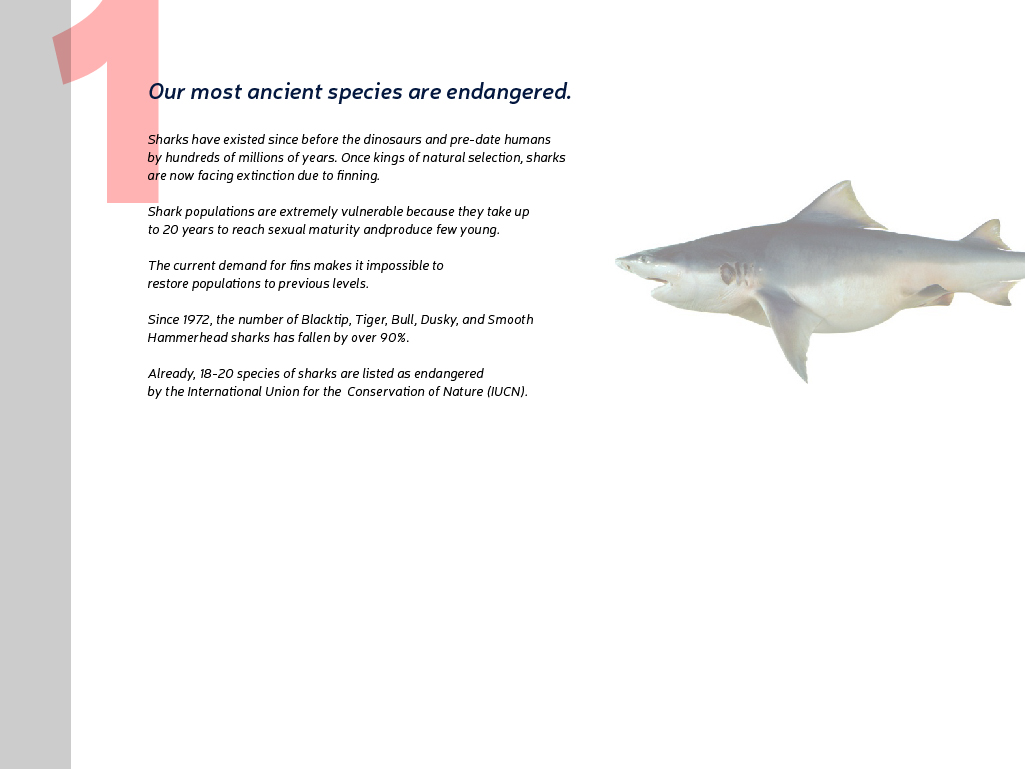 1
Our most ancient species are endangered.
Sharks have existed since before the dinosaurs and pre-date humans
by hundreds of millions of years. Once kings of natural selection, sharks
are now facing extinction due to finning.
Shark populations are extremely vulnerable because they take up
to 20 years to reach sexual maturity andproduce few young.
The current demand for fins makes it impossible to
restore populations to previous levels.
Since 1972, the number of Blacktip, Tiger, Bull, Dusky, and Smooth
Hammerhead sharks has fallen by over 90%.
Already, 18-20 species of sharks are listed as endangered
by the International Union for the  Conservation of Nature (IUCN).